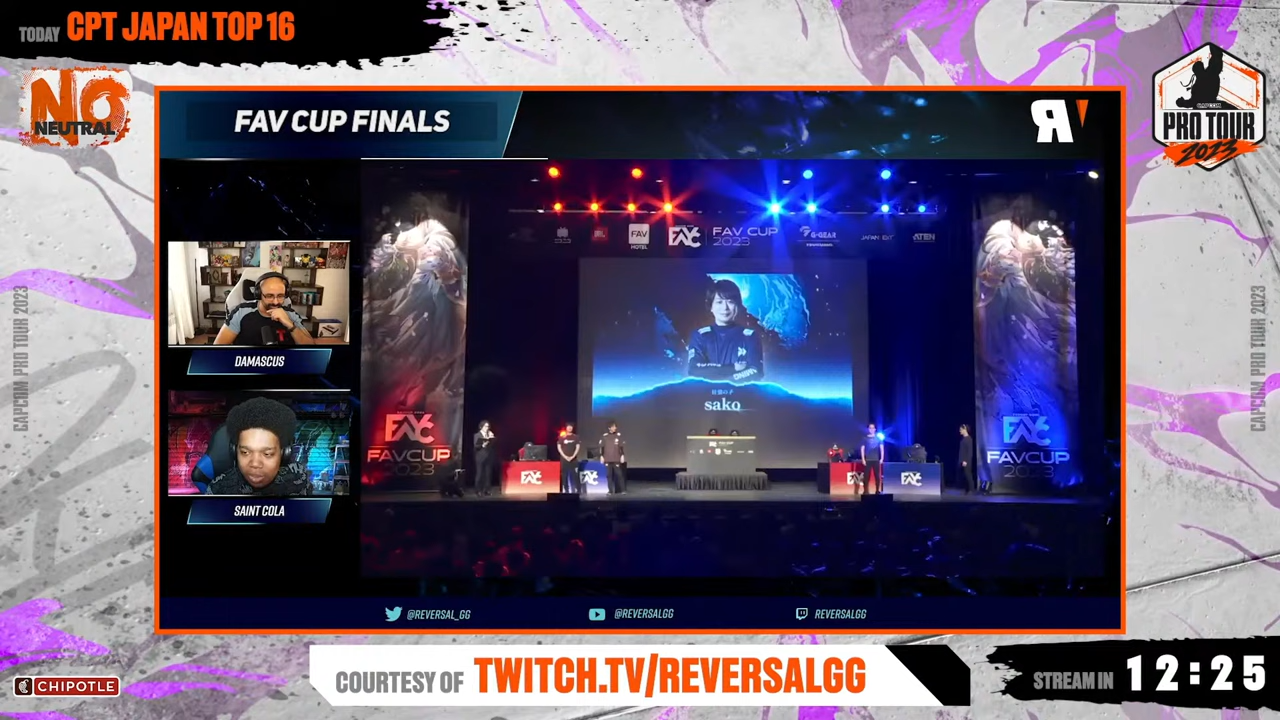 TODAY CPT JAPAN TOP 16
NO
NEUTRAL
CAPCOM
PRO TOUR
2023
FAV CUP FINALS
CAPCOM PRO TOUR 2023
CAPCOM PRO TOUR 2023
FAV
HOTEL
FAV CUP
2023
G-GEAR
ATEN
DAMASCUS
SAINT COLA
sako
FAVCUP
2023
FAVCUP
2023
@REVERSAL_GG
@REVERSALGG
REVERSALGG
CHIPOTLE
COURTESY OF TWITCH.TV/REVERSALGG
STREAM IN 12:25